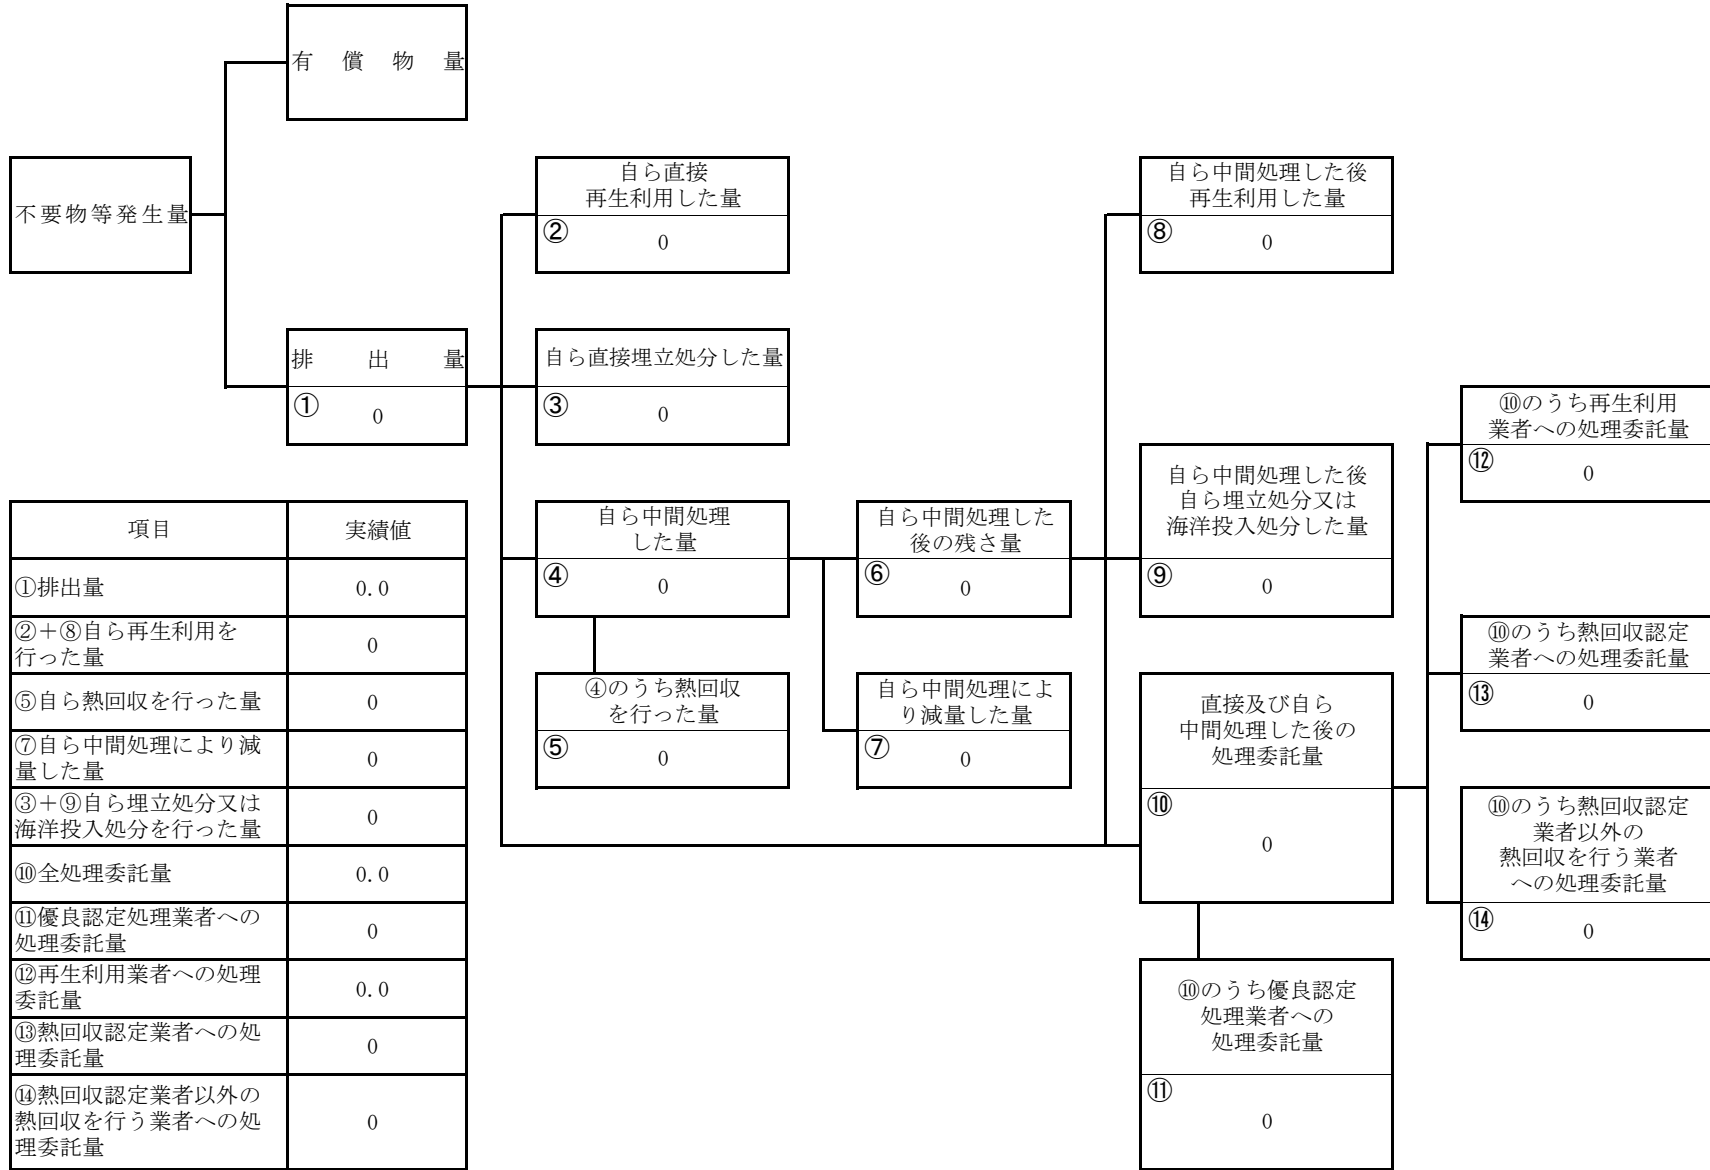 有償物量
不要物等発生量
排出量
① 0
自ら直接
再生利用した量
② 0
自ら直接埋立処分した量
③ 0
自ら中間処理
した量
④ 0
④のうち熱回収
を行った量
⑤ 0
自ら中間処理した
後の残さ量
⑥ 0
自ら中間処理によ
り減量した量
⑦ 0
自ら中間処理した後
再生利用した量
⑧ 0
自ら中間処理した後
自ら埋立処分又は
海洋投入処分した量
⑨ 0
直接及び自ら
中間処理した後の
処理委託量
⑩
0
⑩のうち優良認定
処理業者への
処理委託量
⑪
0
⑩のうち再生利用
業者への処理委託量
⑫ 0
⑩のうち熱回収認定
業者への処理委託量
⑬ 0
⑩のうち熱回収認定
業者以外の
熱回収を行う業者
への処理委託量
⑭ 0
項目 実績値
①排出量 0.0
②+⑧自ら再生利用を
行った量 0
⑤自ら熱回収を行った量 0
⑦自ら中間処理により減
量した量 0
③+⑨自ら埋立処分又は
海洋投入処分を行った量 0
⑩全処理委託量 0.0
⑪優良認定処理業者への
処理委託量 0
⑫再生利用業者への処理
委託量 0.0
⑬熱回収認定業者への処
理委託量 0
⑭熱回収認定業者以外の
熱回収を行う業者への処
理委託量 0